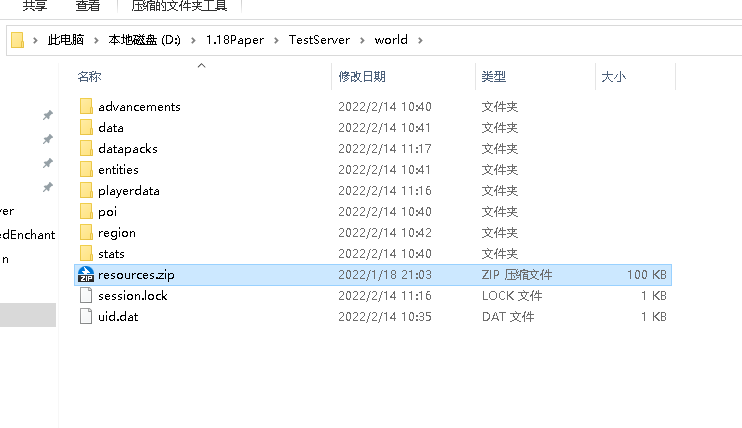 共享 查看 压缩的文件夹工具
此电脑 本地磁盘 (D:) 1.18Paper TestServer world
名称 修改日期 类型 大小
advancements 2022/2/14 10:40 文件夹
data 2022/2/14 10:41 文件夹
datapacks 2022/2/14 11:17 文件夹
entities 2022/2/14 10:41 文件夹
playerdata 2022/2/14 11:16 文件夹
poi 2022/2/14 10:40 文件夹
ver
region 2022/2/14 10:42 文件夹
edEnchant
stats 2022/2/14 10:40 文件夹
n
resources.zip 2022/1/18 21:03 ZIP 压缩文件 100 KB
ZIP
session.lock 2022/2/14 11:16 LOCK 文件 1 KB
uid.dat 2022/2/14 10:35 DAT 文件 1 KB